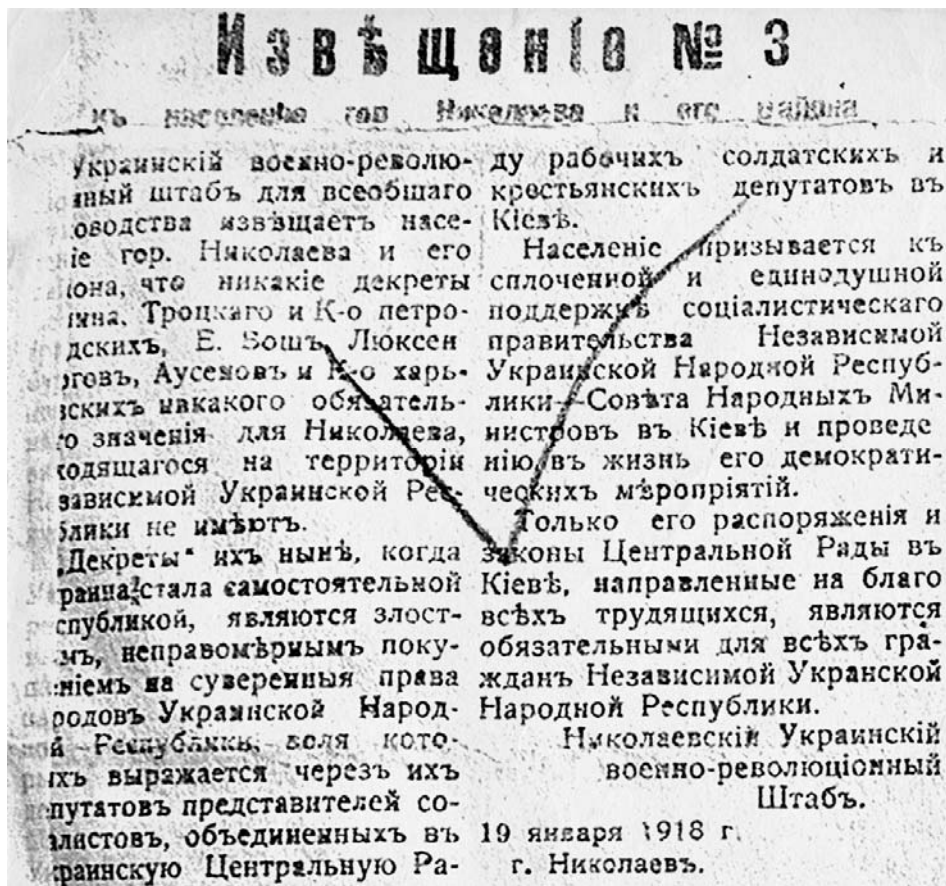 Извѣщеніе № 3
къ населенію гор Николаева и его района
Украинскій военно-револю-
нный штабъ для всеобщаго
оводства извѣщаетъ насе-
іе гор. Николаева и его
она, что никакіе декреты
ина, Троцкаго и К-о петро-
дскихъ, Е. Бошъ, Люксен
рговъ, Аусемовъ и К-о харь-
вскихъ никакого обязатель-
го значенія для Николаева,
ходящагося на территоріи
зависимой Украинской Рес-
блики не имѣютъ.
„Декреты“ ихъ нынѣ, когда
раина стала самостоятельной
спубликой, являются злост-
мъ, неправомѣрнымъ поку-
ніемъ на суверенныя права
родовъ Украинской Народ-
й Республики, воля кото-
ыхъ выражается черезъ ихъ
путатовъ представителей со-
алистовъ, объединенныхъ въ
краинскую Центральную Ра-
ду рабочихъ солдатскихъ и
крестьянскихъ депутатовъ въ
Кіевѣ.
Населеніе призывается къ
сплоченной и единодушной
поддержкѣ соціалистическаго
правительства Независимой
Украинской Народной Респуб-
лики—Совѣта Народныхъ Ми-
нистровъ въ Кіевѣ и проведе
нію въ жизнь его демократи-
ческихъ мѣропріятій.
Только его распоряженія и
законы Центральной Рады въ
Кіевѣ, направленные на благо
всѣхъ трудящихся, являются
обязательными для всѣхъ гра-
жданъ Независимой Укранской
Народной Республики.
Николаевскій Украинскій
военно-революціонный
Штабъ.
19 января 1918 г.
г. Николаевъ.